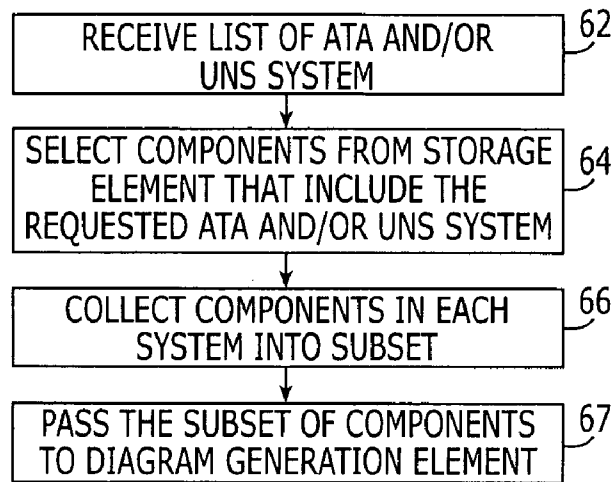 RECEIVE LIST OF ATA AND/OR
UNS SYSTEM
62
SELECT COMPONENTS FROM STORAGE
ELEMENT THAT INCLUDE THE
REQUESTED ATA AND/OR UNS SYSTEM
64
COLLECT COMPONENTS IN EACH
SYSTEM INTO SUBSET
66
PASS THE SUBSET OF COMPONENTS
TO DIAGRAM GENERATION ELEMENT
67